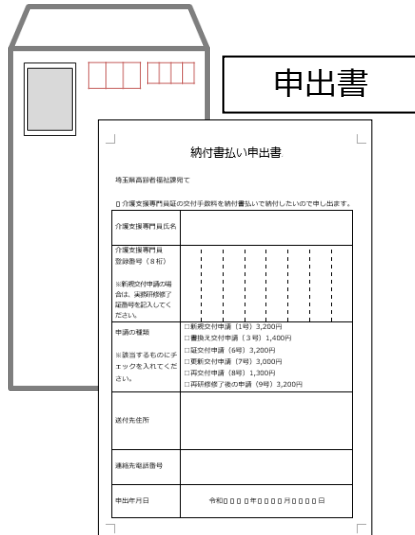 申出書
納付書払い申出書
埼玉県高齢者福祉課宛て
□介護支援専門員証の交付手数料を納付書払いで納付したいので申し出ます。
介護支援専門員氏名
介護支援専門員
登録番号（８桁）
※新規交付申請の場
合は、実務研修修了
証番号を記入してく
ださい。
申請の種類
※該当するものにチ
ェックを入れてくだ
さい。
□新規交付申請（1号）3,200円
□書換え交付申請（３号）1,400円
□証交付申請（6号）3,200円
□更新交付申請（7号）3,000円
□再交付申請（8号）1,300円
□再研修修了後の申請（9号）3,200円
送付先住所
連絡先電話番号
申出年月日
令和□□□□年□□□□月□□□□日